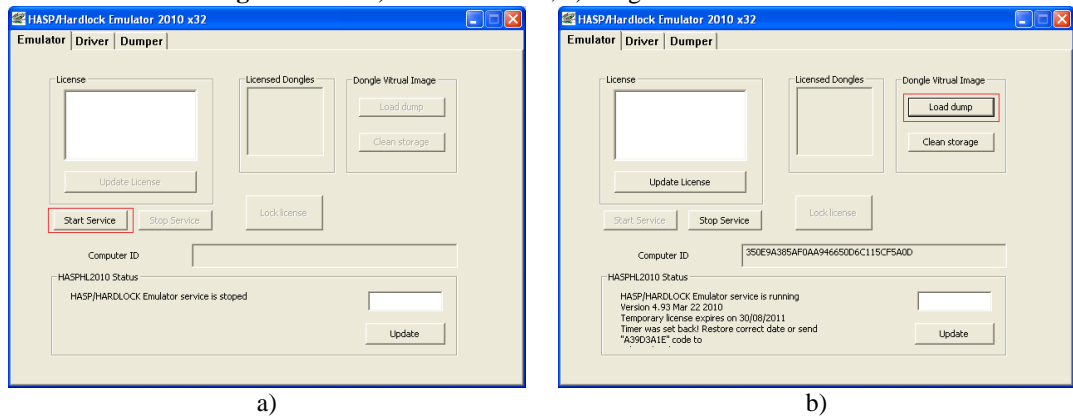 HASP/Hardlock Emulator 2010 x32
Emulator Driver Dumper
License
Licensed Dongles
Dongle Vitrual Image
Load dump
Clean storage
Update License
Start Service Stop Service
Lock license
Computer ID
HASPHL2010 Status
HASP/HARDLOCK Emulator service is stoped
Update
a)
HASP/Hardlock Emulator 2010 x32
Emulator Driver Dumper
License
Licensed Dongles
Dongle Vitrual Image
Load dump
Clean storage
Update License
Start Service Stop Service
Lock license
Computer ID 350E9A385AF0AA946650D6C115CF5A0D
HASPHL2010 Status
HASP/HARDLOCK Emulator service is running
Version 4.93 Mar 22 2010
Temporary license expires on 30/08/2011
Timer was set back! Restore correct date or send
"A39D3A1E" code to
Update
b)